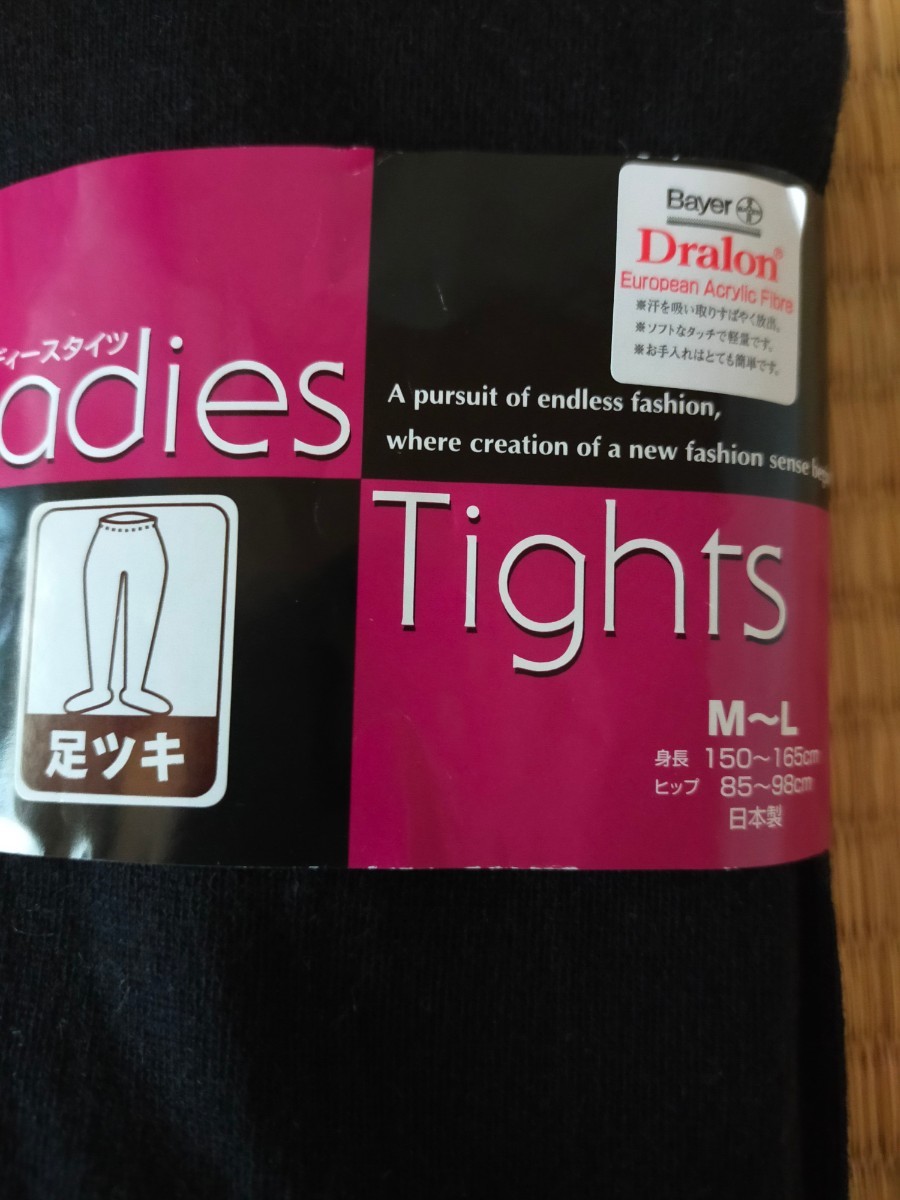 Bayer
Dralon®
European Acrylic Fibre
※汗を吸い取りすばやく放出。
※ソフトなタッチで軽量です。
※お手入れはとても簡単です。
ディースタイツ
adies
A pursuit of endless fashion,
where creation of a new fashion sense
Tights
足ツキ
M〜L
身長 150〜165cm
ヒップ 85〜98cm
日本製